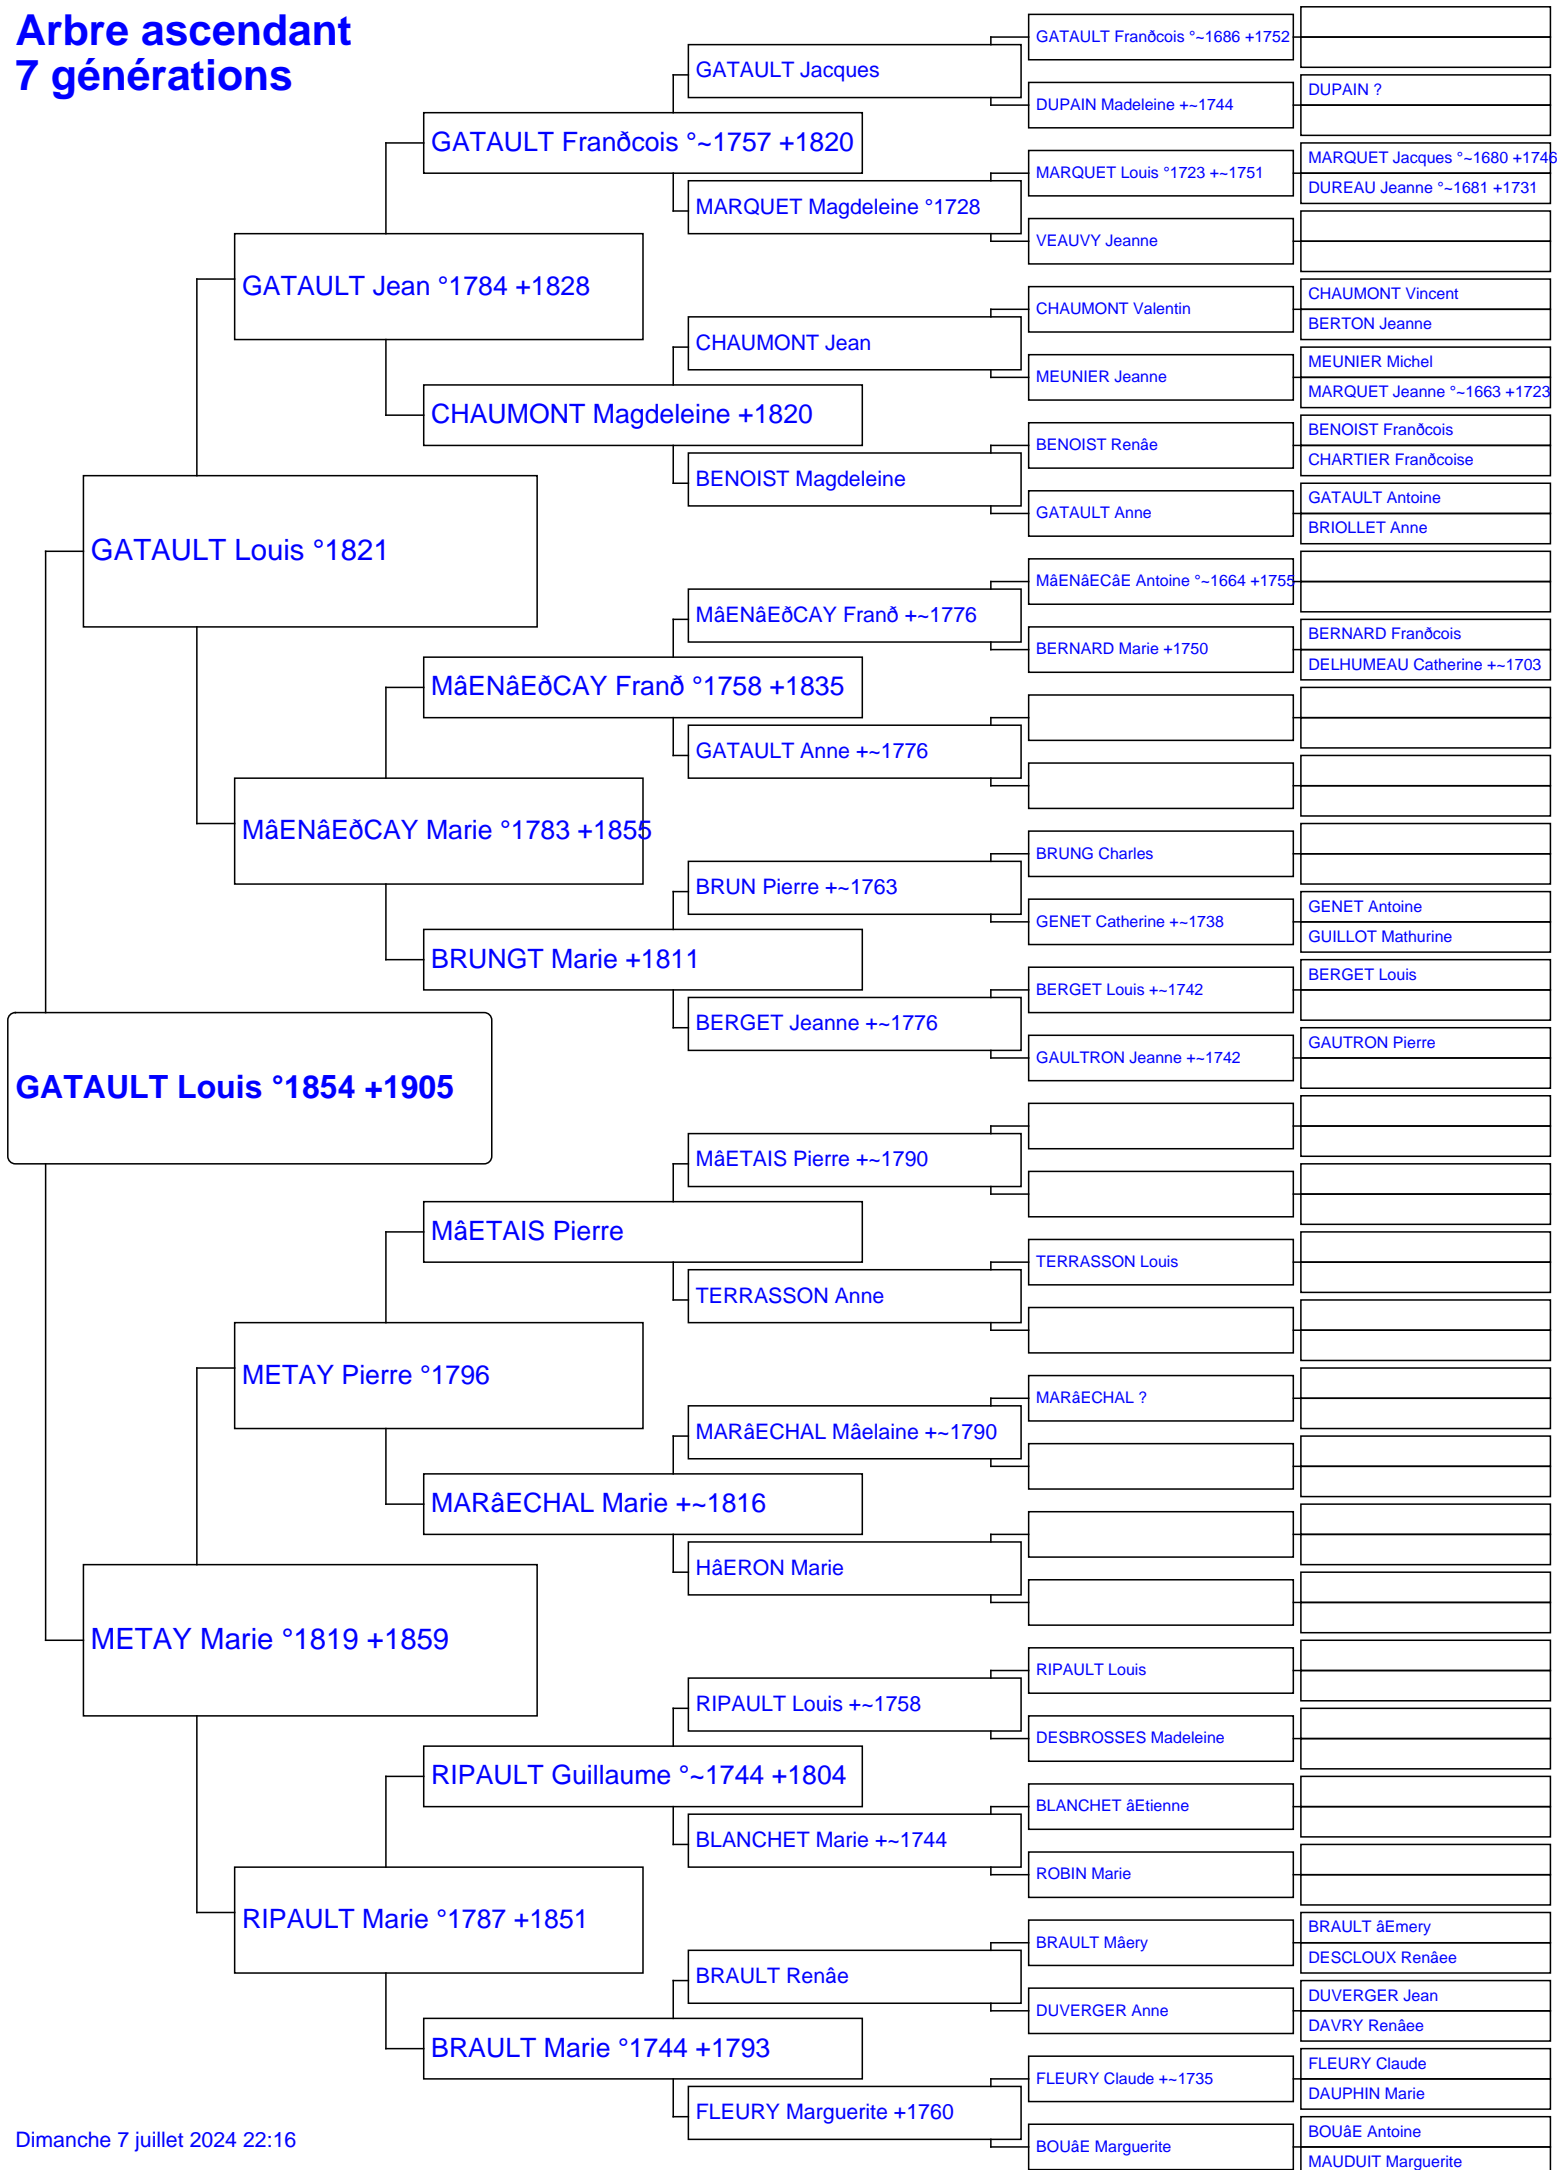 Arbre ascendant
7 générations
GATAULT Louis °1854 +1905
GATAULT Louis °1821
METAY Marie °1819 +1859
GATAULT Jean °1784 +1828
MâENâEðCAY Marie °1783 +1855
METAY Pierre °1796
RIPAULT Marie °1787 +1851
GATAULT Franðcois °~1757 +1820
CHAUMONT Magdeleine +1820
MâENâEðCAY Franð °1758 +1835
BRUNGT Marie +1811
MâETAIS Pierre
MARâECHAL Marie +~1816
RIPAULT Guillaume °~1744 +1804
BRAULT Marie °1744 +1793
GATAULT Jacques
MARQUET Magdeleine °1728
CHAUMONT Jean
BENOIST Magdeleine
MâENâEðCAY Franð +~1776
GATAULT Anne +~1776
BRUN Pierre +~1763
BERGET Jeanne +~1776
MâETAIS Pierre +~1790
TERRASSON Anne
MARâECHAL Mâelaine +~1790
HâERON Marie
RIPAULT Louis +~1758
BLANCHET Marie +~1744
BRAULT Renâe
FLEURY Marguerite +1760
GATAULT Franðcois °~1686 +1752
DUPAIN Madeleine +~1744
MARQUET Louis °1723 +~1751
VEAUVY Jeanne
CHAUMONT Valentin
MEUNIER Jeanne
BENOIST Renâe
GATAULT Anne
MâENâECâE Antoine °~1664 +1755
BERNARD Marie +1750
BRUNG Charles
GENET Catherine +~1738
BERGET Louis +~1742
GAULTRON Jeanne +~1742
TERRASSON Louis
MARâECHAL ?
RIPAULT Louis
DESBROSSES Madeleine
BLANCHET âEtienne
ROBIN Marie
BRAULT Mâery
DUVERGER Anne
FLEURY Claude +~1735
BOUâE Marguerite
DUPAIN ?
MARQUET Jacques °~1680 +1746
DUREAU Jeanne °~1681 +1731
CHAUMONT Vincent
BERTON Jeanne
MEUNIER Michel
MARQUET Jeanne °~1663 +1723
BENOIST Franðcois
CHARTIER Franðcoise
GATAULT Antoine
BRIOLLET Anne
BERNARD Franðcois
DELHUMEAU Catherine +~1703
GENET Antoine
GUILLOT Mathurine
BERGET Louis
GAUTRON Pierre
BRAULT âEmery
DESCLOUX Renâee
DUVERGER Jean
DAVRY Renâee
FLEURY Claude
DAUPHIN Marie
BOUâE Antoine
MAUDUIT Marguerite
Dimanche 7 juillet 2024 22:16